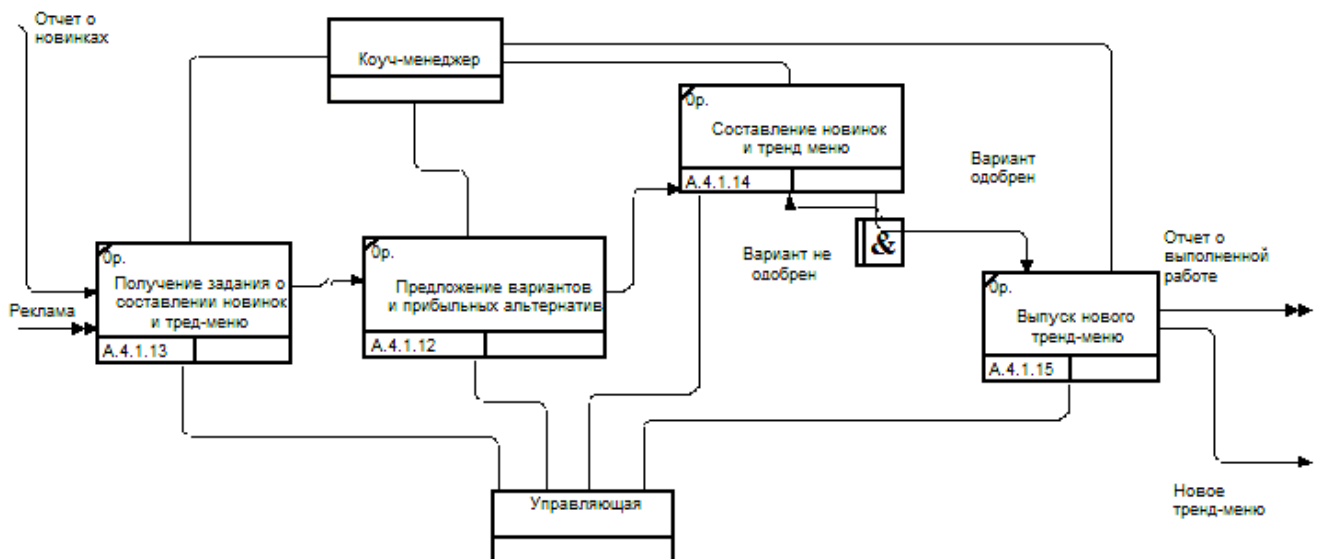 Отчет о
новинках
Коуч-менеджер
0р.
Составление новинок
и тренд меню
А.4.1.14
Вариант
одобрен
0р.
Получение задания о
составлении новинок
и тред-меню
А.4.1.13
Реклама
0р.
Предложение вариантов
и прибыльных альтернатив
А.4.1.12
Вариант не
одобрен
&
Отчет о
выполненной
работе
0р.
Выпуск нового
тренд-меню
А.4.1.15
Управляющая
Новое
тренд-меню